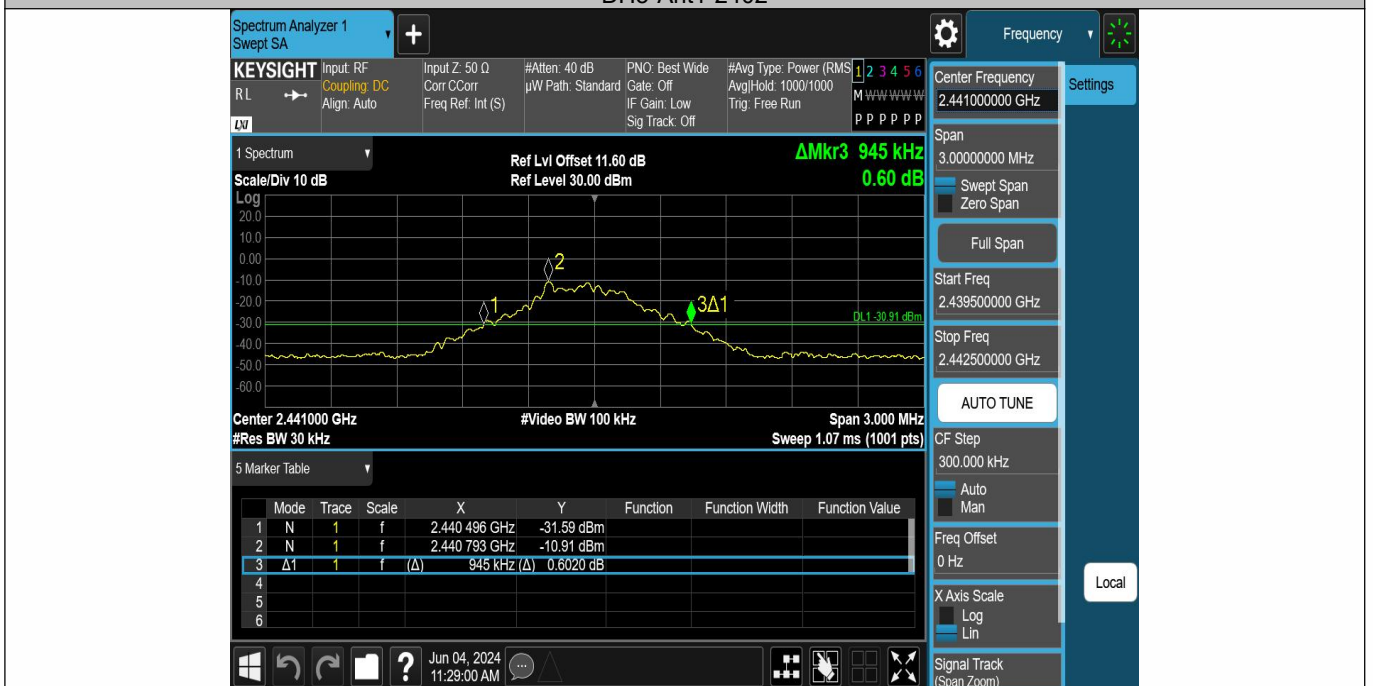 Spectrum Analyzer 1
Swept SA
Frequency
KEYSIGHT
RL
LXI
Input: RF
Coupling: DC
Align: Auto
Input Z: 50 Ω
Corr CCorr
Freq Ref: Int (S)
#Atten: 40 dB
µW Path: Standard
PNO: Best Wide
Gate: Off
IF Gain: Low
Sig Track: Off
#Avg Type: Power (RMS
Avg|Hold: 1000/1000
Trig: Free Run
1 2 3 4 5 6
M W W W W W
P P P P P P
1 Spectrum
Scale/Div 10 dB
Ref Lvl Offset 11.60 dB
Ref Level 30.00 dBm
ΔMkr3 945 kHz
0.60 dB
Log
20.0
10.0
0.00
-10.0
-20.0
-30.0
-40.0
-50.0
-60.0
1
2
3Δ1
DL1 -30.91 dBm
Center 2.441000 GHz
#Video BW 100 kHz
Span 3.000 MHz
#Res BW 30 kHz
Sweep 1.07 ms (1001 pts)
5 Marker Table
Mode Trace Scale X Y Function Function Width Function Value
1 N 1 f 2.440 496 GHz -31.59 dBm
2 N 1 f 2.440 793 GHz -10.91 dBm
3 Δ1 1 f (Δ) 945 kHz (Δ) 0.6020 dB
4
5
6
Jun 04, 2024
11:29:00 AM
Settings
Center Frequency
2.441000000 GHz
Span
3.00000000 MHz
Swept Span
Zero Span
Full Span
Start Freq
2.439500000 GHz
Stop Freq
2.442500000 GHz
AUTO TUNE
CF Step
300.000 kHz
Auto
Man
Freq Offset
0 Hz
X Axis Scale
Log
Lin
Signal Track
(Span Zoom)
Local